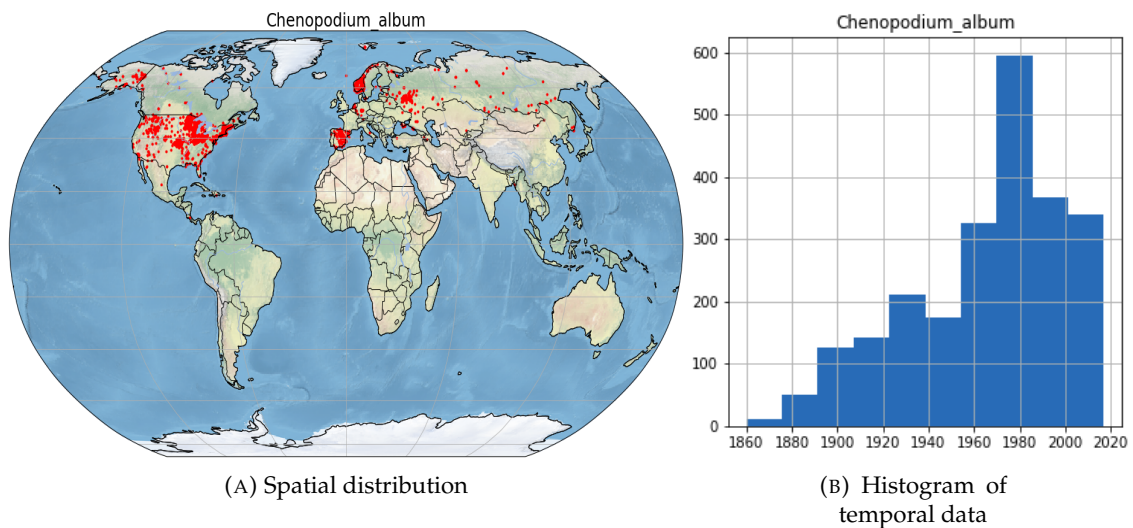 Chenopodium_album
(A) Spatial distribution
Chenopodium_album
600
500
400
300
200
100
0
1860 1880 1900 1920 1940 1960 1980 2000 2020
(B) Histogram of
temporal data